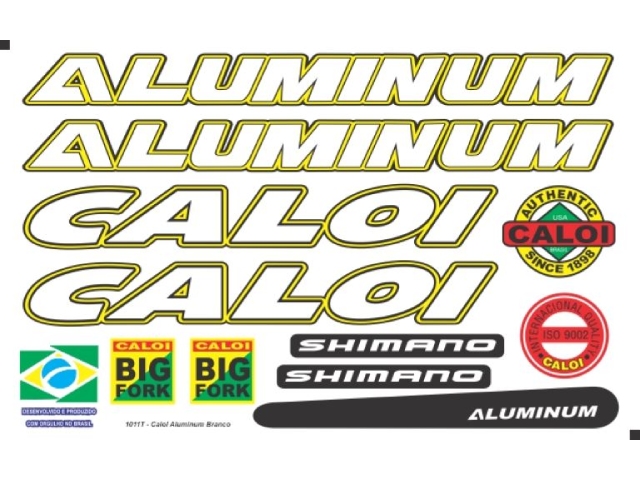 ALUMINUM
ALUMINUM
CALOI
CALOI
AUTHENTIC
USA
CALOI
BRASIL
SINCE 1898
INTERNACIONAL QUALITY
ISO 9002
CALOI
SHIMANO
SHIMANO
ALUMINUM
CALOI
BIG
FORK
CALOI
BIG
FORK
DESENVOLVIDO E PRODUZIDO
COM ORGULHO NO BRASIL
1011T - Caloi Aluminum Branco